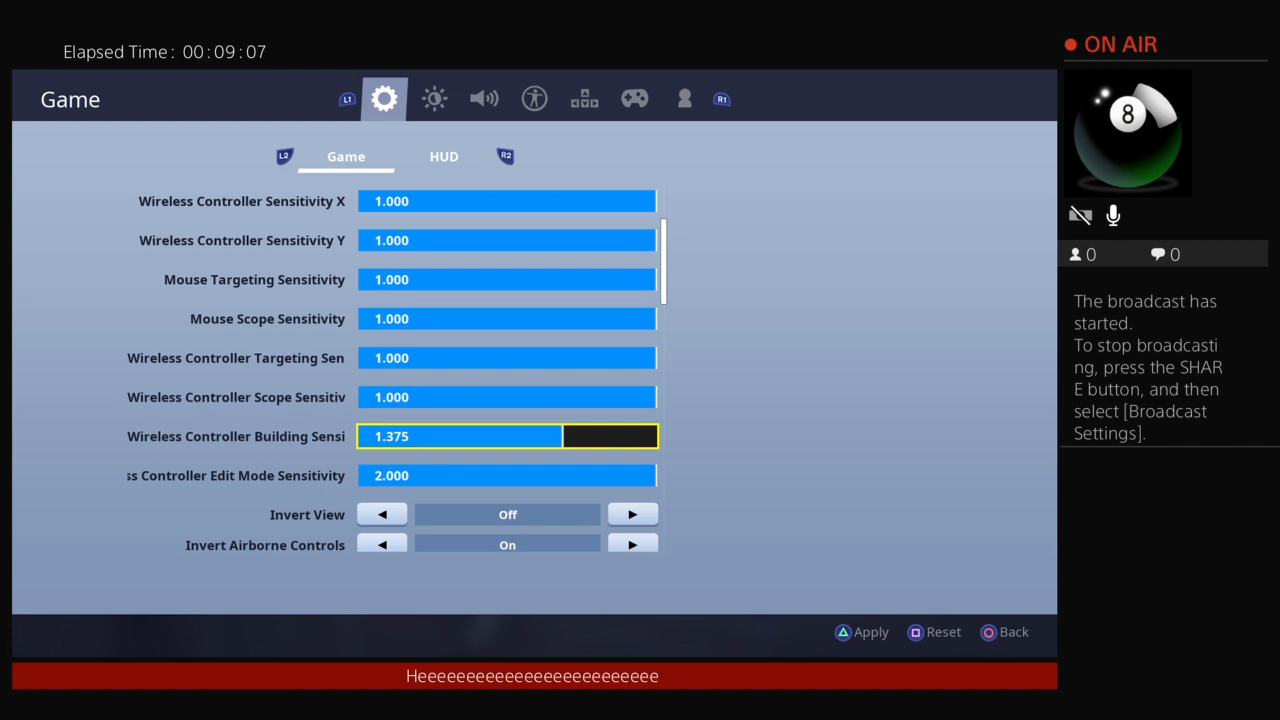 Elapsed Time: 00:09:07
ON AIR
Game
L1
R1
8
L2
Game
HUD
R2
Wireless Controller Sensitivity X 1.000
Wireless Controller Sensitivity Y 1.000
Mouse Targeting Sensitivity 1.000
Mouse Scope Sensitivity 1.000
Wireless Controller Targeting Sen 1.000
Wireless Controller Scope Sensitiv 1.000
Wireless Controller Building Sensi 1.375
ss Controller Edit Mode Sensitivity 2.000
Invert View Off
Invert Airborne Controls On
0 0
The broadcast has
started.
To stop broadcasti
ng, press the SHAR
E button, and then
select [Broadcast
Settings].
Apply Reset Back
Heeeeeeeeeeeeeeeeeeeeeeeee